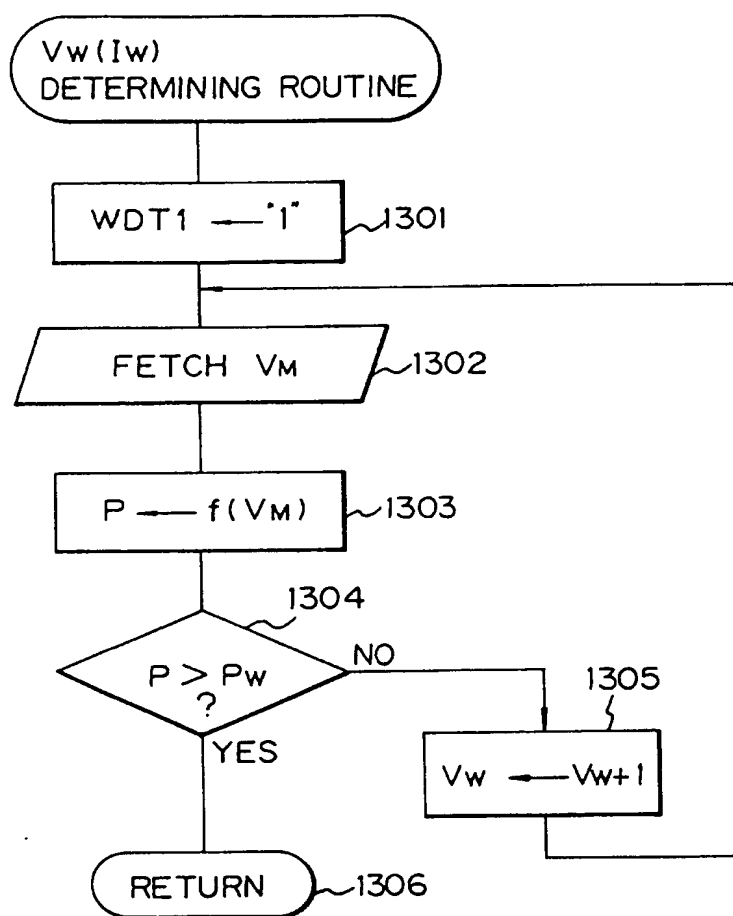 Vw(Iw)
DETERMINING ROUTINE
WDT1 ← "1"
1301
FETCH VM
1302
P ← f(VM)
1303
1304
P > Pw
?
NO
YES
1305
Vw ← Vw+1
RETURN
1306